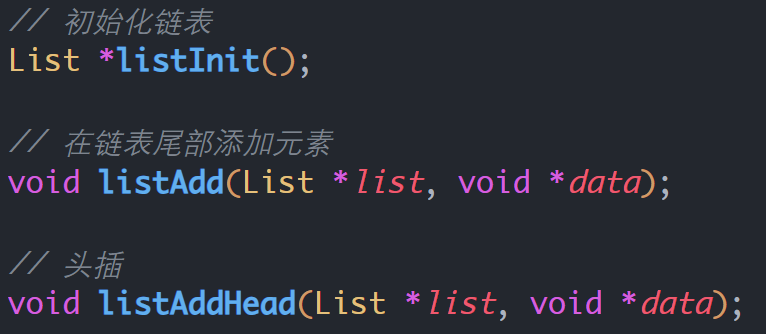 // 初始化链表
List *listInit();
// 在链表尾部添加元素
void listAdd(List *list, void *data);
// 头插
void listAddHead(List *list, void *data);